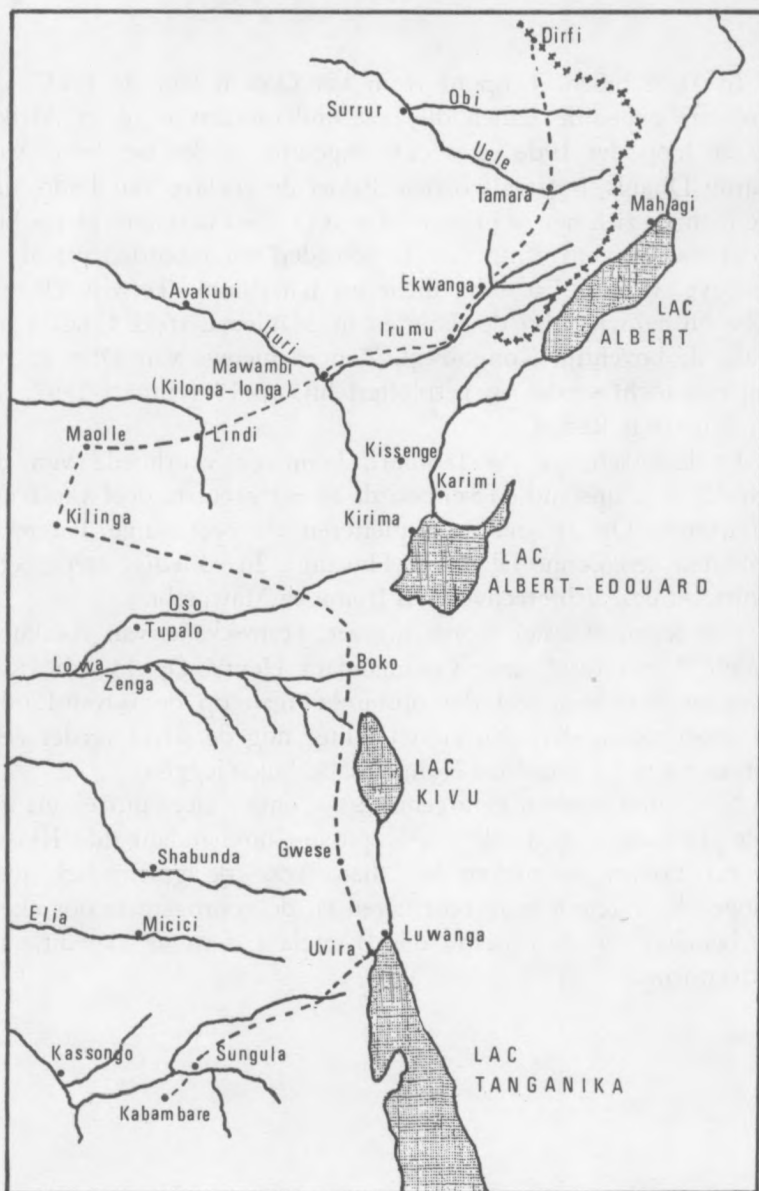 Dirfi
Obi
Surrur
Uele
Tamara
Mahagi
Ekwanga
LAC
ALBERT
Avakubi
Turi
Irumu
Mawambi
(Kilonga-longa)
Maolle
Lindi
Kissenge
Karimi
Kilinga
Kirima
LAC
ALBERT-EDOUARD
Oso
Tupalo
Lowa
Zenga
Boko
LAC
KIVU
Gwese
Shabunda
Elia
Micici
Uvira
Luwanga
Kassongo
Sungula
Kabambare
LAC
TANGANIKA